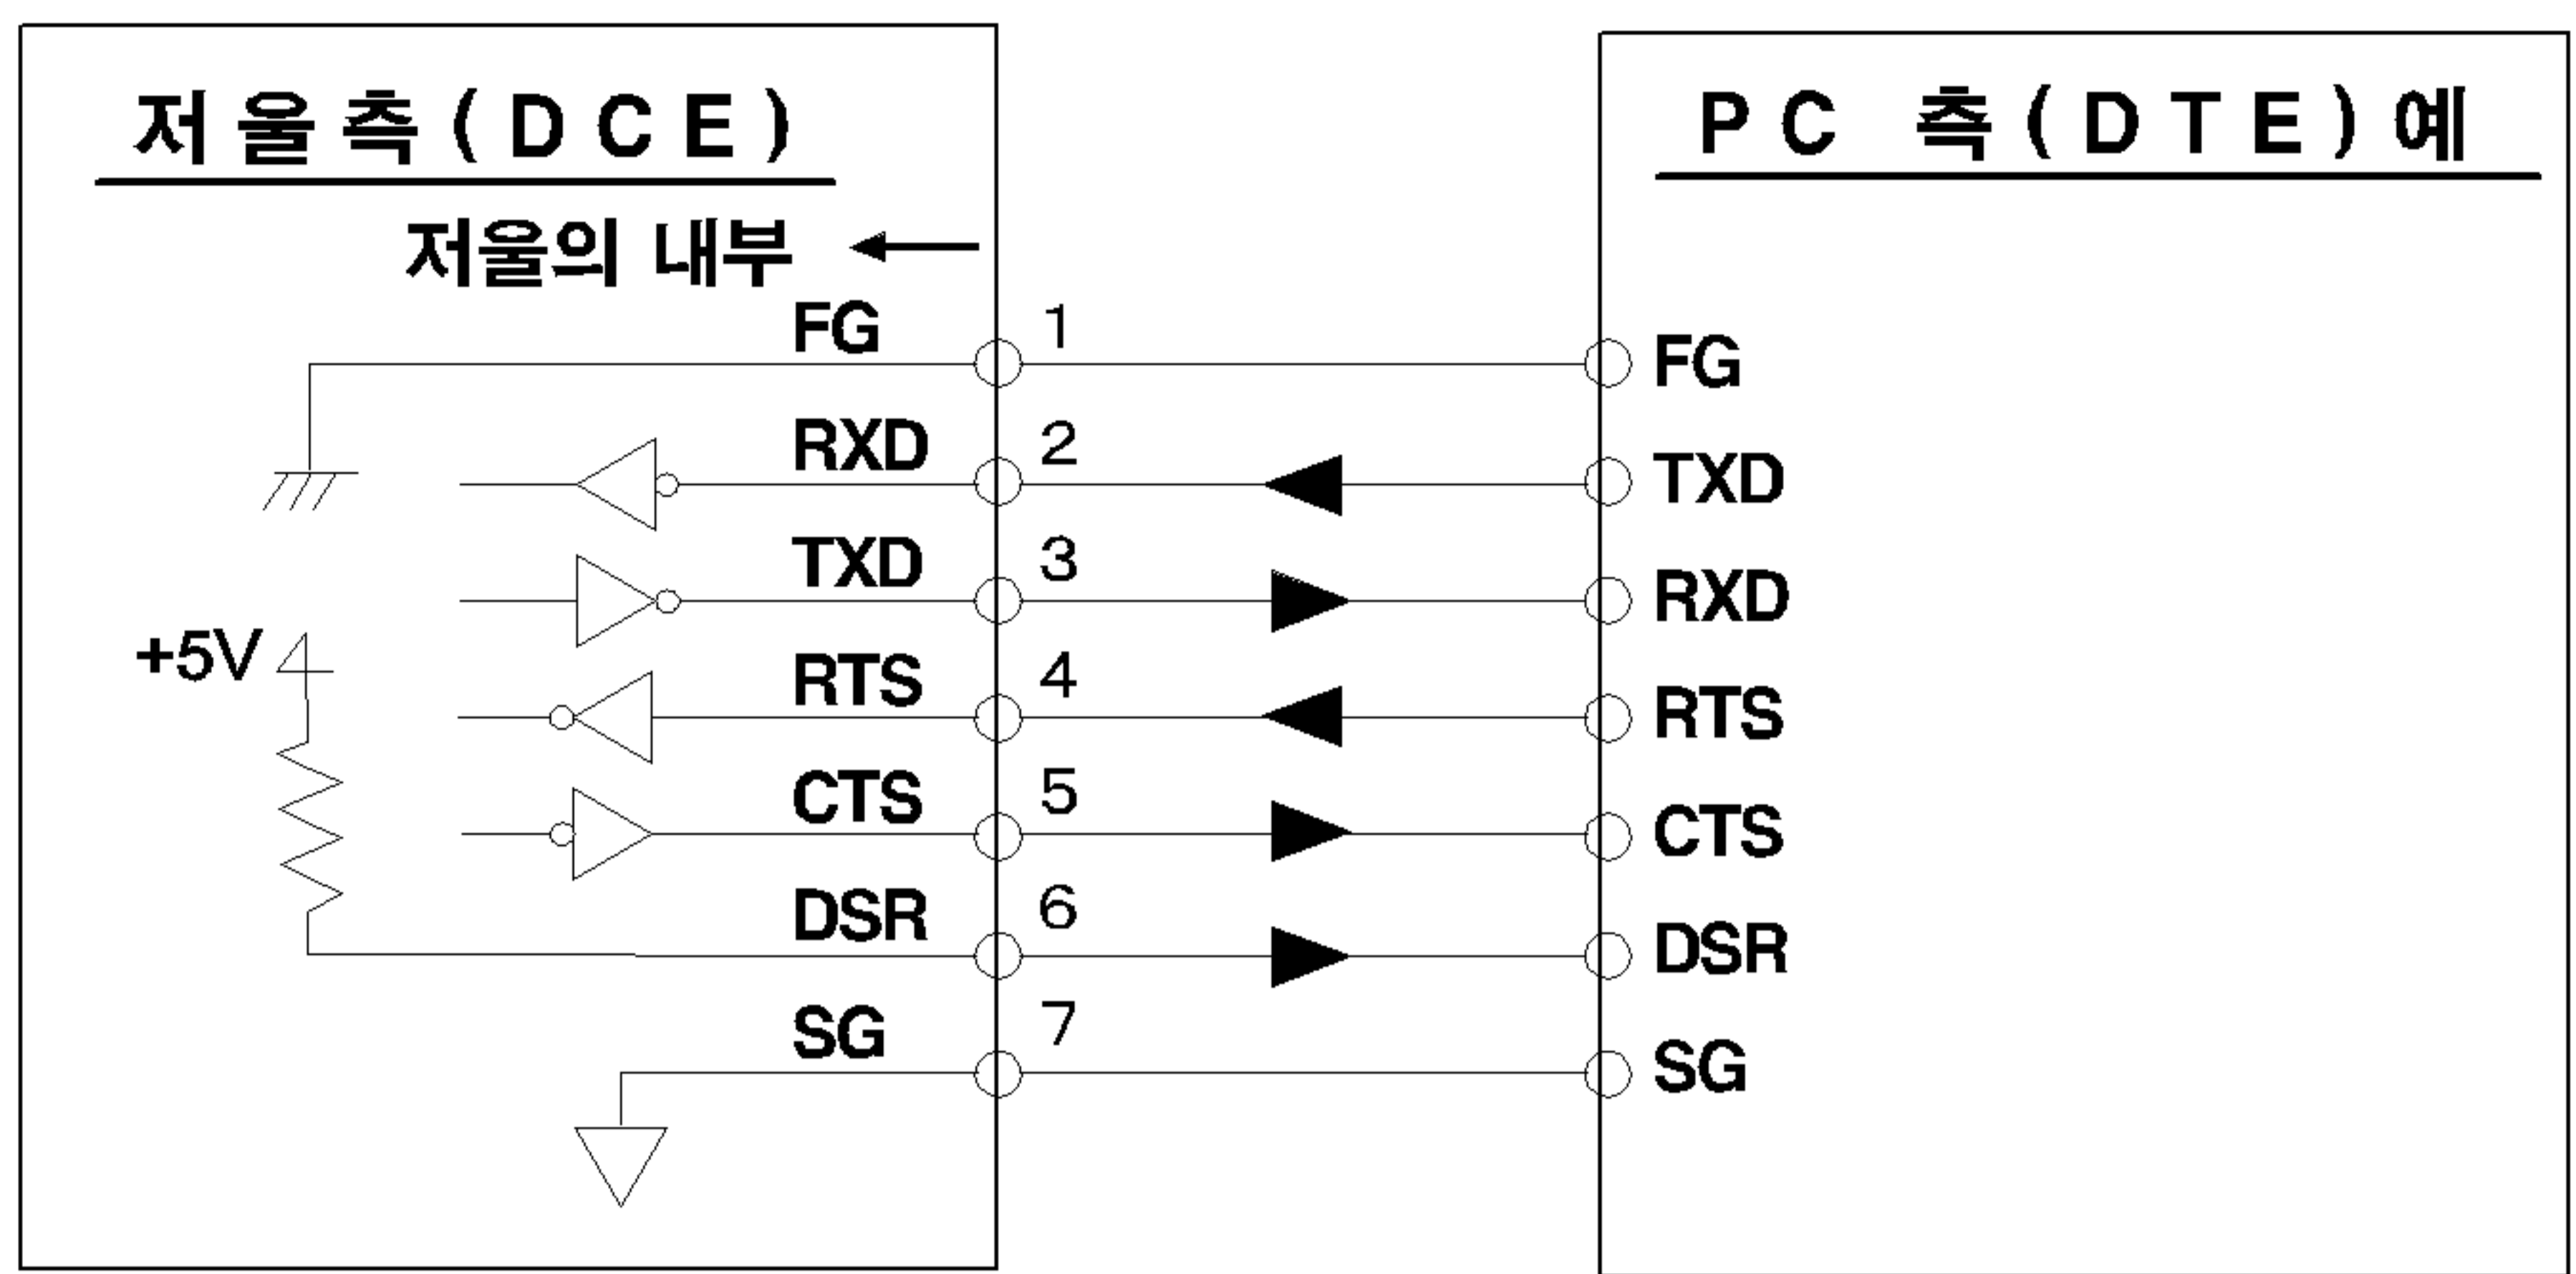 저울측(DCE)
저울의 내부
FG 1
RXD 2
TXD 3
+5V
RTS 4
CTS 5
DSR 6
SG 7
PC 측(DTE)예
FG
TXD
RXD
RTS
CTS
DSR
SG